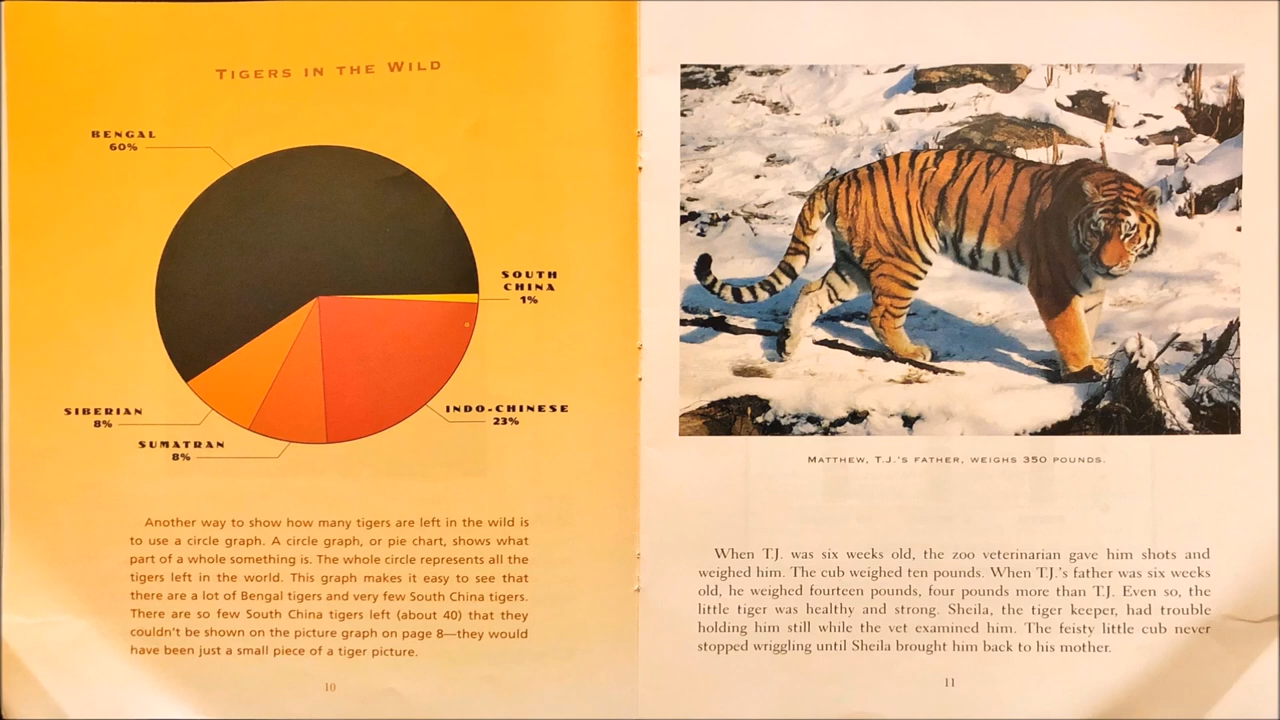 TIGERS IN THE WILD
BENGAL
60%
SOUTH
CHINA
1%
SIBERIAN
8%
SUMATRAN
8%
INDO-CHINESE
23%
Another way to show how many tigers are left in the wild is
to use a circle graph. A circle graph, or pie chart, shows what
part of a whole something is. The whole circle represents all the
tigers left in the world. This graph makes it easy to see that
there are a lot of Bengal tigers and very few South China tigers.
There are so few South China tigers left (about 40) that they
couldn't be shown on the picture graph on page 8—they would
have been just a small piece of a tiger picture.
10
MATTHEW, T.J.'S FATHER, WEIGHS 350 POUNDS.
When T.J. was six weeks old, the zoo veterinarian gave him shots and
weighed him. The cub weighed ten pounds. When T.J.'s father was six weeks
old, he weighed fourteen pounds, four pounds more than T.J. Even so, the
little tiger was healthy and strong. Sheila, the tiger keeper, had trouble
holding him still while the vet examined him. The feisty little cub never
stopped wriggling until Sheila brought him back to his mother.
11